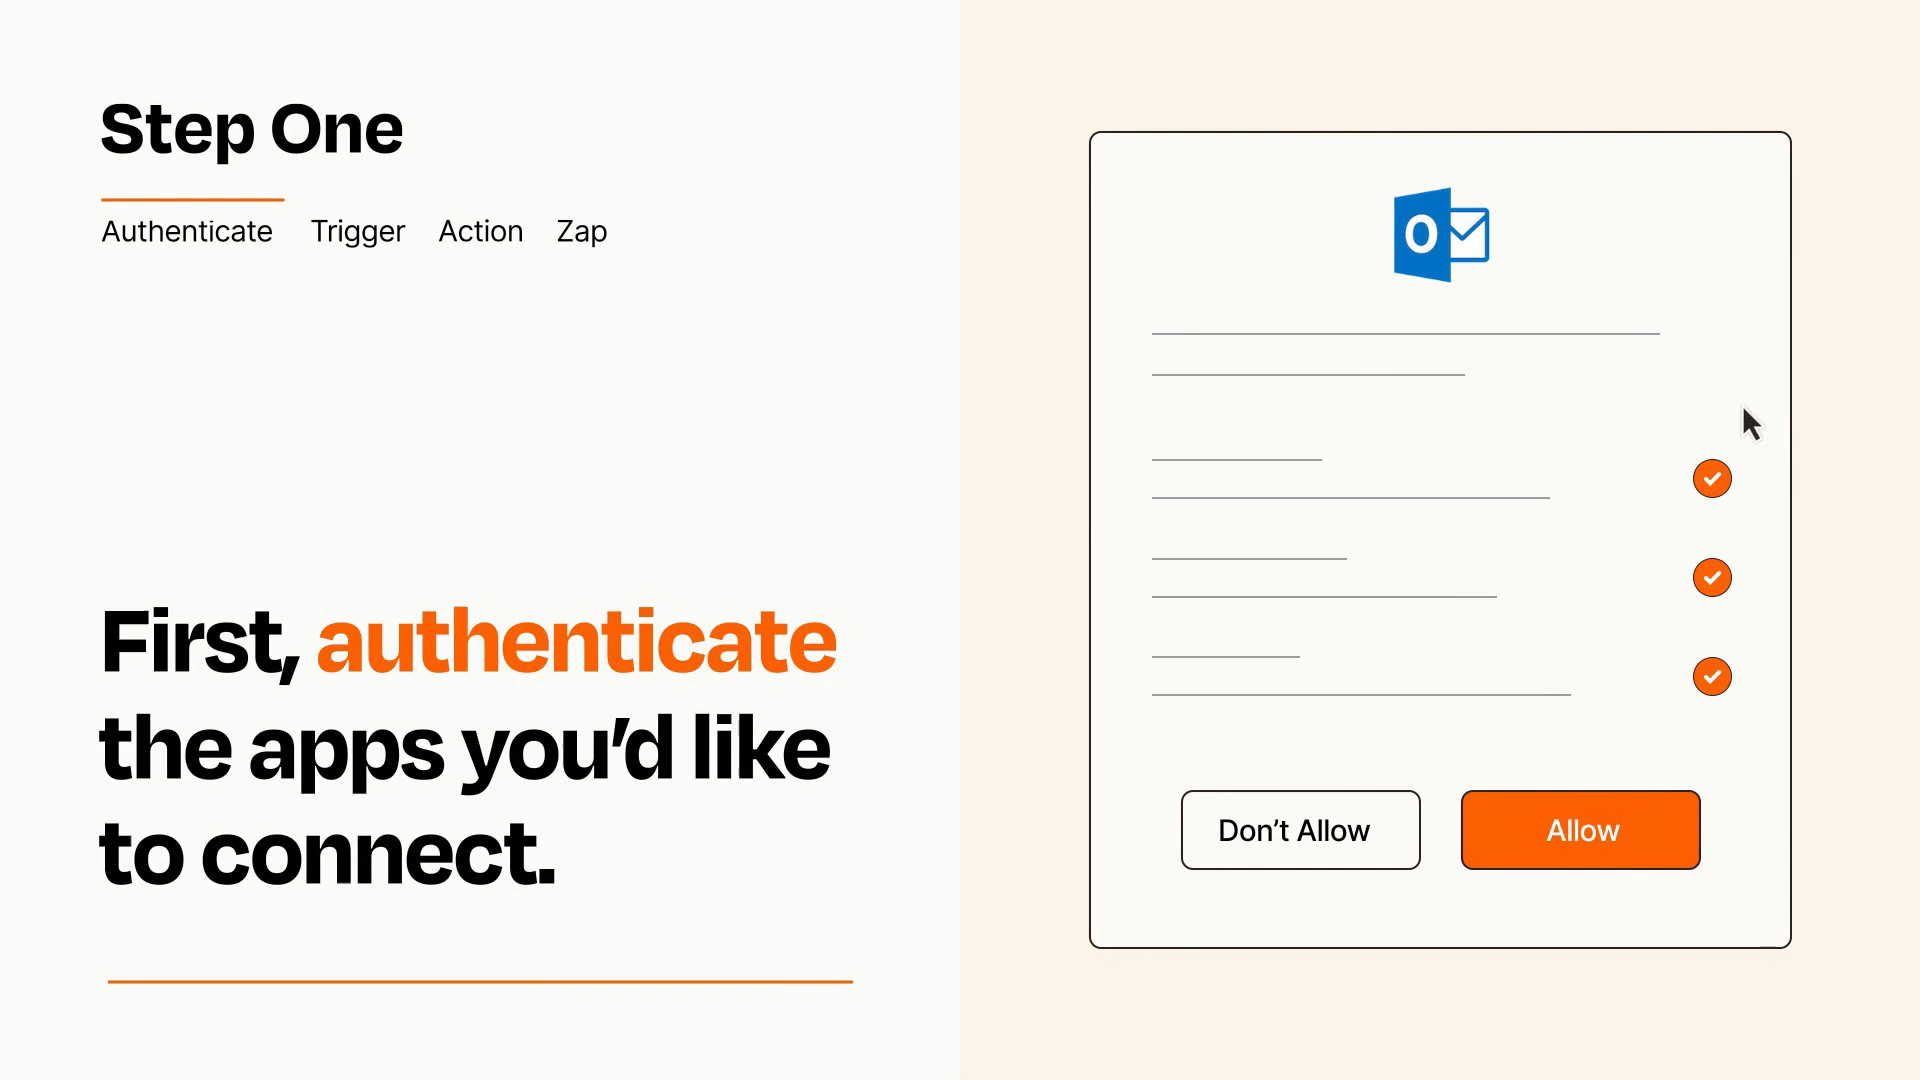 Step One
Authenticate Trigger Action Zap
First, authenticate
the apps you’d like
to connect.
O
Don’t Allow Allow